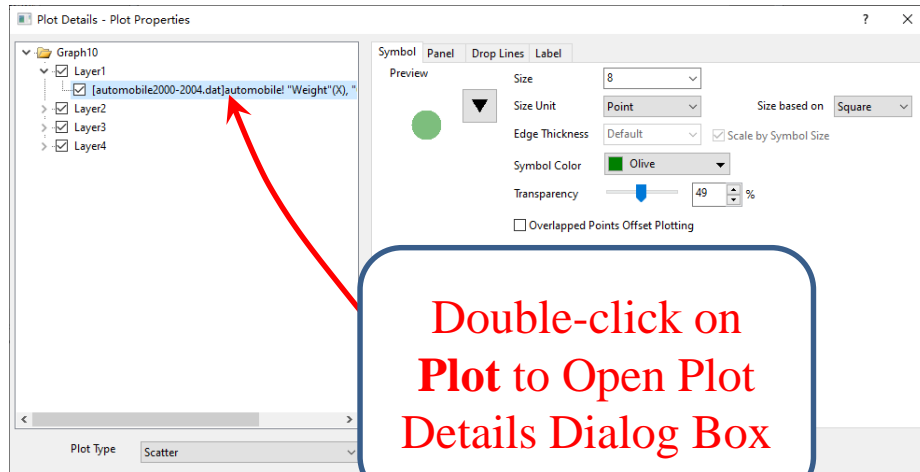 Plot Details - Plot Properties
? ×
Graph10
Layer1
[automobile2000-2004.dat]automobile! "Weight"(X), "
Layer2
Layer3
Layer4
Plot Type Scatter
Symbol Panel Drop Lines Label
Preview
Size 8
Size Unit Point Size based on Square
Edge Thickness Default Scale by Symbol Size
Symbol Color Olive
Transparency 49 %
Overlapped Points Offset Plotting
Double-click on
Plot to Open Plot
Details Dialog Box